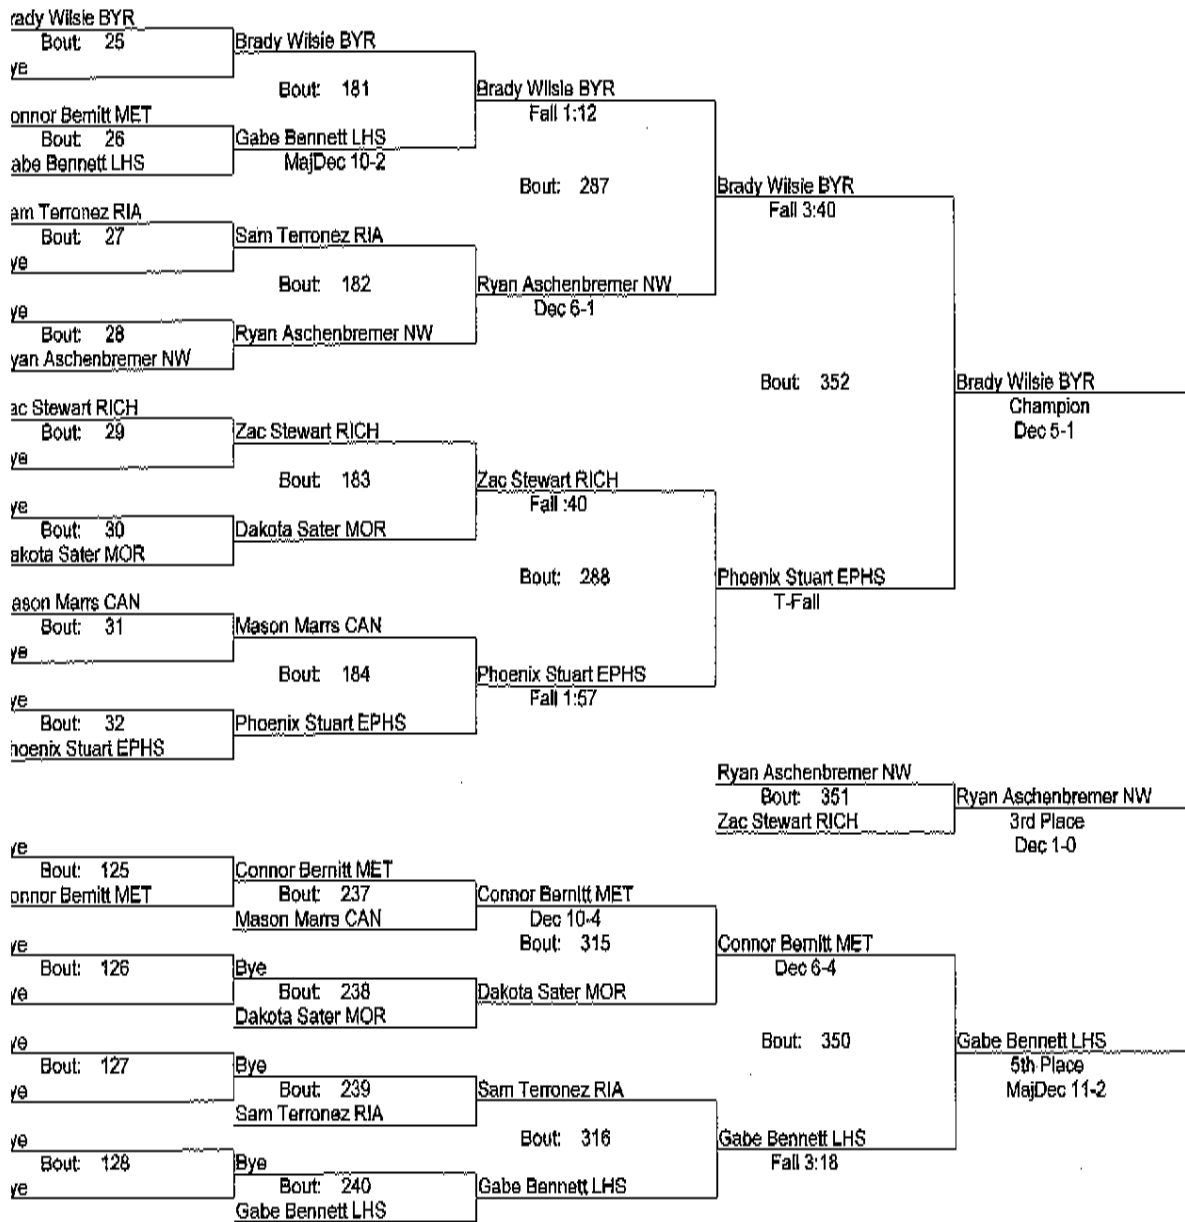 rady Wilsie BYR
Bout: 25
Brady Wilsie BYR
ye
Bout: 181
Brady Wilsie BYR
Fall 1:12
onnor Bernitt MET
Bout: 26
Gabe Bennett LHS
abe Bennett LHS
MajDec 10-2
Bout: 287
Brady Wilsie BYR
Fall 3:40
am Terronez RIA
Bout: 27
Sam Terronez RIA
ye
Bout: 182
Ryan Aschenbremer NW
Dec 6-1
ye
Bout: 28
Ryan Aschenbremer NW
yan Aschenbremer NW
Bout: 352
Brady Wilsie BYR
Champion
Dec 5-1
ac Stewart RICH
Bout: 29
Zac Stewart RICH
ye
Bout: 183
Zac Stewart RICH
Fall :40
ye
Bout: 30
Dakota Sater MOR
akota Sater MOR
Bout: 288
Phoenix Stuart EPHS
T-Fall
ason Marrs CAN
Bout: 31
Mason Marrs CAN
ye
Bout: 184
Phoenix Stuart EPHS
Fall 1:57
ye
Bout: 32
Phoenix Stuart EPHS
hoenix Stuart EPHS
Ryan Aschenbremer NW
Bout: 351
Ryan Aschenbremer NW
Zac Stewart RICH
3rd Place
Dec 1-0
ye
Bout: 125
Connor Bernitt MET
onnor Bernitt MET
Bout: 237
Connor Bernitt MET
Mason Marrs CAN
Dec 10-4
Bout: 315
Connor Bernitt MET
Dec 6-4
ye
Bout: 126
Bye
ye
Bout: 238
Dakota Sater MOR
Dakota Sater MOR
Bout: 350
Gabe Bennett LHS
5th Place
MajDec 11-2
ye
Bout: 127
Bye
ye
Bout: 239
Sam Terronez RIA
Sam Terronez RIA
Bout: 316
Gabe Bennett LHS
Fall 3:18
ye
Bout: 128
Bye
ye
Bout: 240
Gabe Bennett LHS
Gabe Bennett LHS